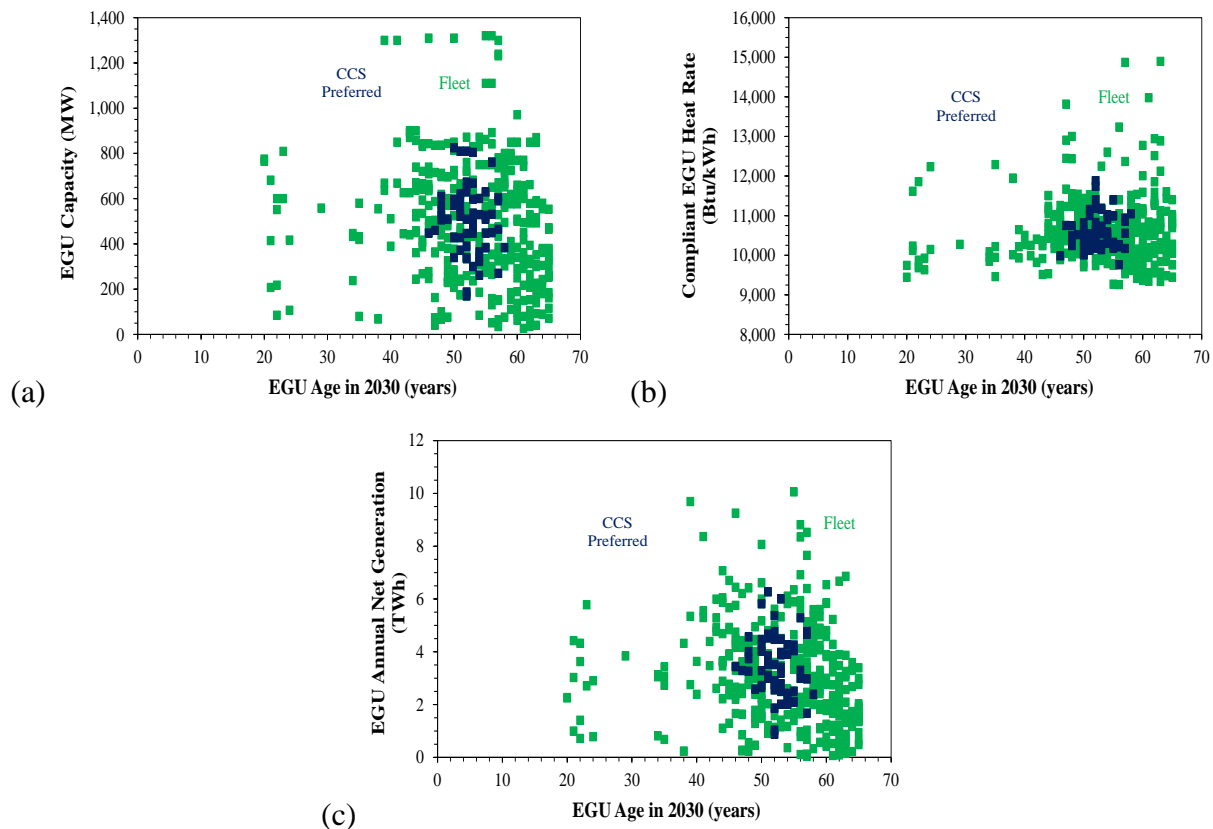 1,400
1,200
1,000
800
600
400
200
0
EGU Capacity (MW)
CCS
Preferred
Fleet
0 10 20 30 40 50 60 70
EGU Age in 2030 (years)
(a)
16,000
15,000
14,000
13,000
12,000
11,000
10,000
9,000
8,000
Compliant EGU Heat Rate
(Btu/kWh)
CCS
Preferred
Fleet
0 10 20 30 40 50 60 70
EGU Age in 2030 (years)
(b)
12
10
8
6
4
2
0
EGU Annual Net Generation
(TWh)
CCS
Preferred
Fleet
0 10 20 30 40 50 60 70
EGU Age in 2030 (years)
(c)